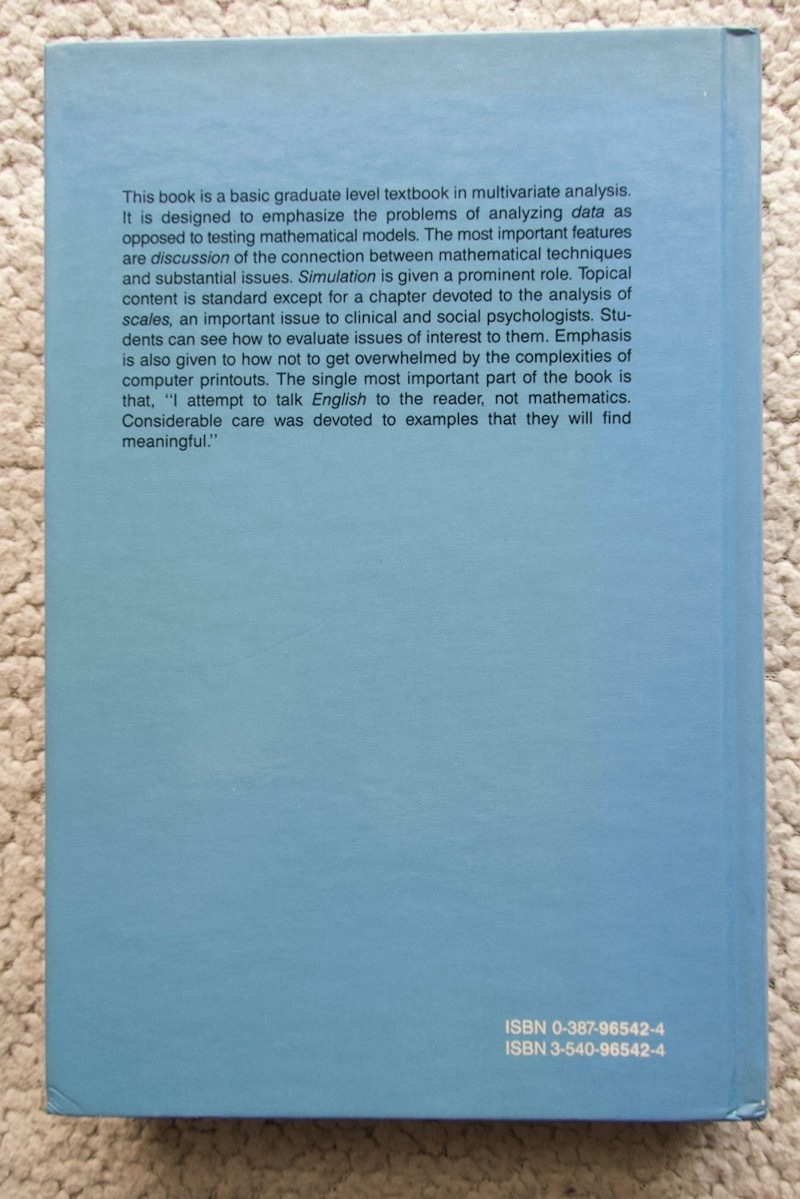 This book is a basic graduate level textbook in multivariate analysis.
It is designed to emphasize the problems of analyzing data as
opposed to testing mathematical models. The most important features
are discussion of the connection between mathematical techniques
and substantial issues. Simulation is given a prominent role. Topical
content is standard except for a chapter devoted to the analysis of
scales, an important issue to clinical and social psychologists. Stu-
dents can see how to evaluate issues of interest to them. Emphasis
is also given to how not to get overwhelmed by the complexities of
computer printouts. The single most important part of the book is
that, “I attempt to talk English to the reader, not mathematics.
Considerable care was devoted to examples that they will find
meaningful.”
ISBN 0-387-96542-4
ISBN 3-540-96542-4